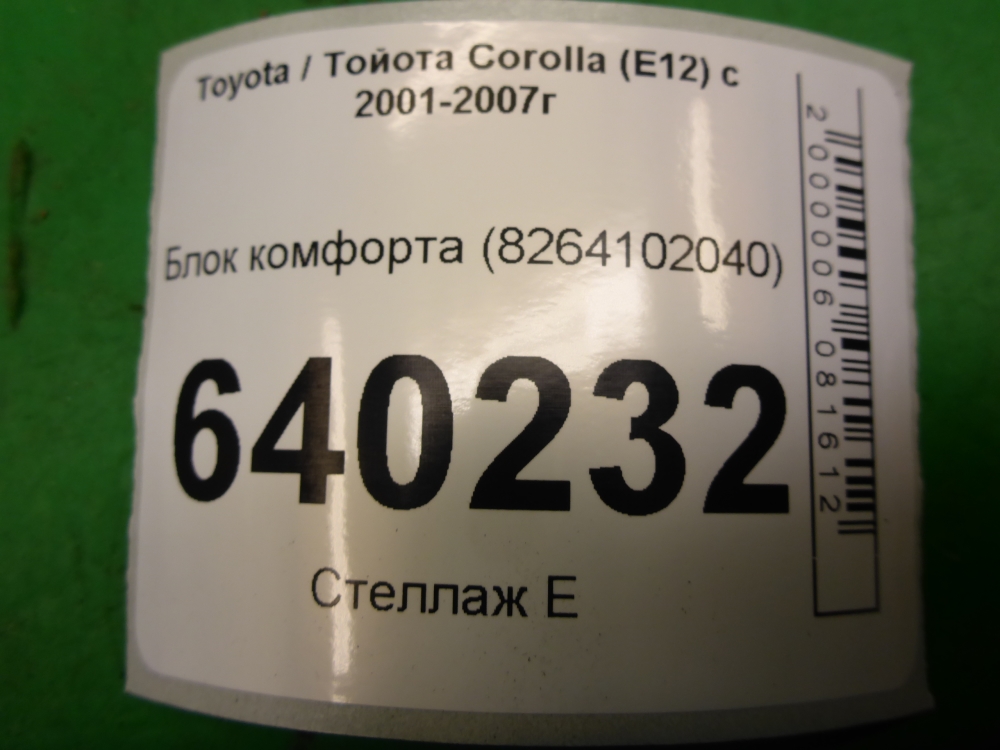 Toyota / Тойота Corolla (E12) с
2001-2007г
Блок комфорта (8264102040)
640232
Стеллаж Е
2000006081612